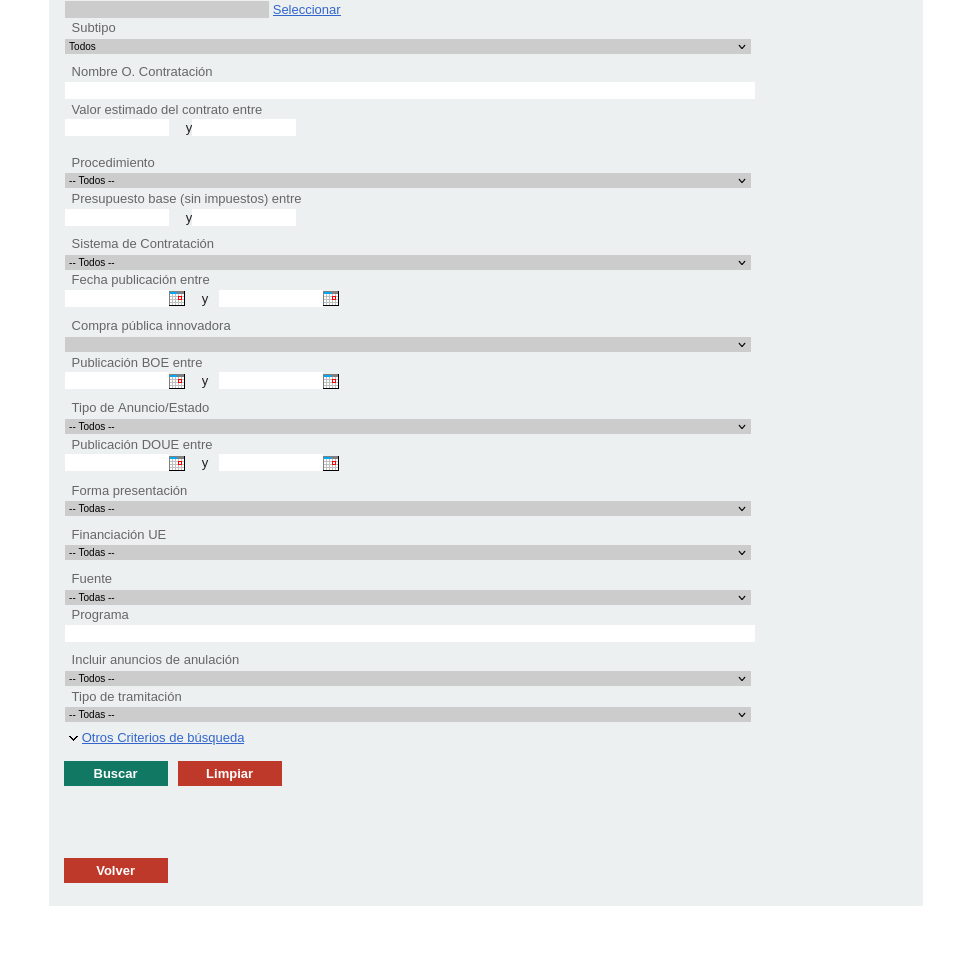 Seleccionar
Subtipo
Todos
Nombre O. Contratación
Valor estimado del contrato entre
y
Procedimiento
-- Todos --
Presupuesto base (sin impuestos) entre
y
Sistema de Contratación
-- Todos --
Fecha publicación entre
y
Compra pública innovadora
Publicación BOE entre
y
Tipo de Anuncio/Estado
-- Todos --
Publicación DOUE entre
y
Forma presentación
-- Todas --
Financiación UE
-- Todas --
Fuente
-- Todas --
Programa
Incluir anuncios de anulación
-- Todos --
Tipo de tramitación
-- Todas --
Otros Criterios de búsqueda
Buscar Limpiar
Volver